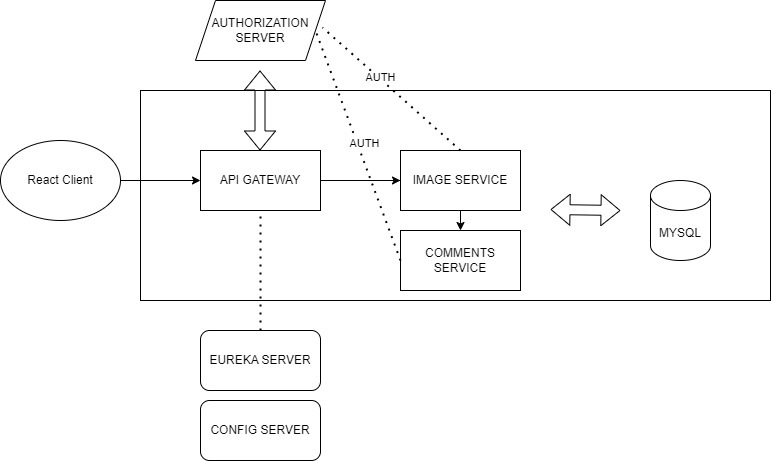 AUTHORIZATION
SERVER
AUTH
AUTH
React Client
API GATEWAY
IMAGE SERVICE
MYSQL
COMMENTS
SERVICE
EUREKA SERVER
CONFIG SERVER